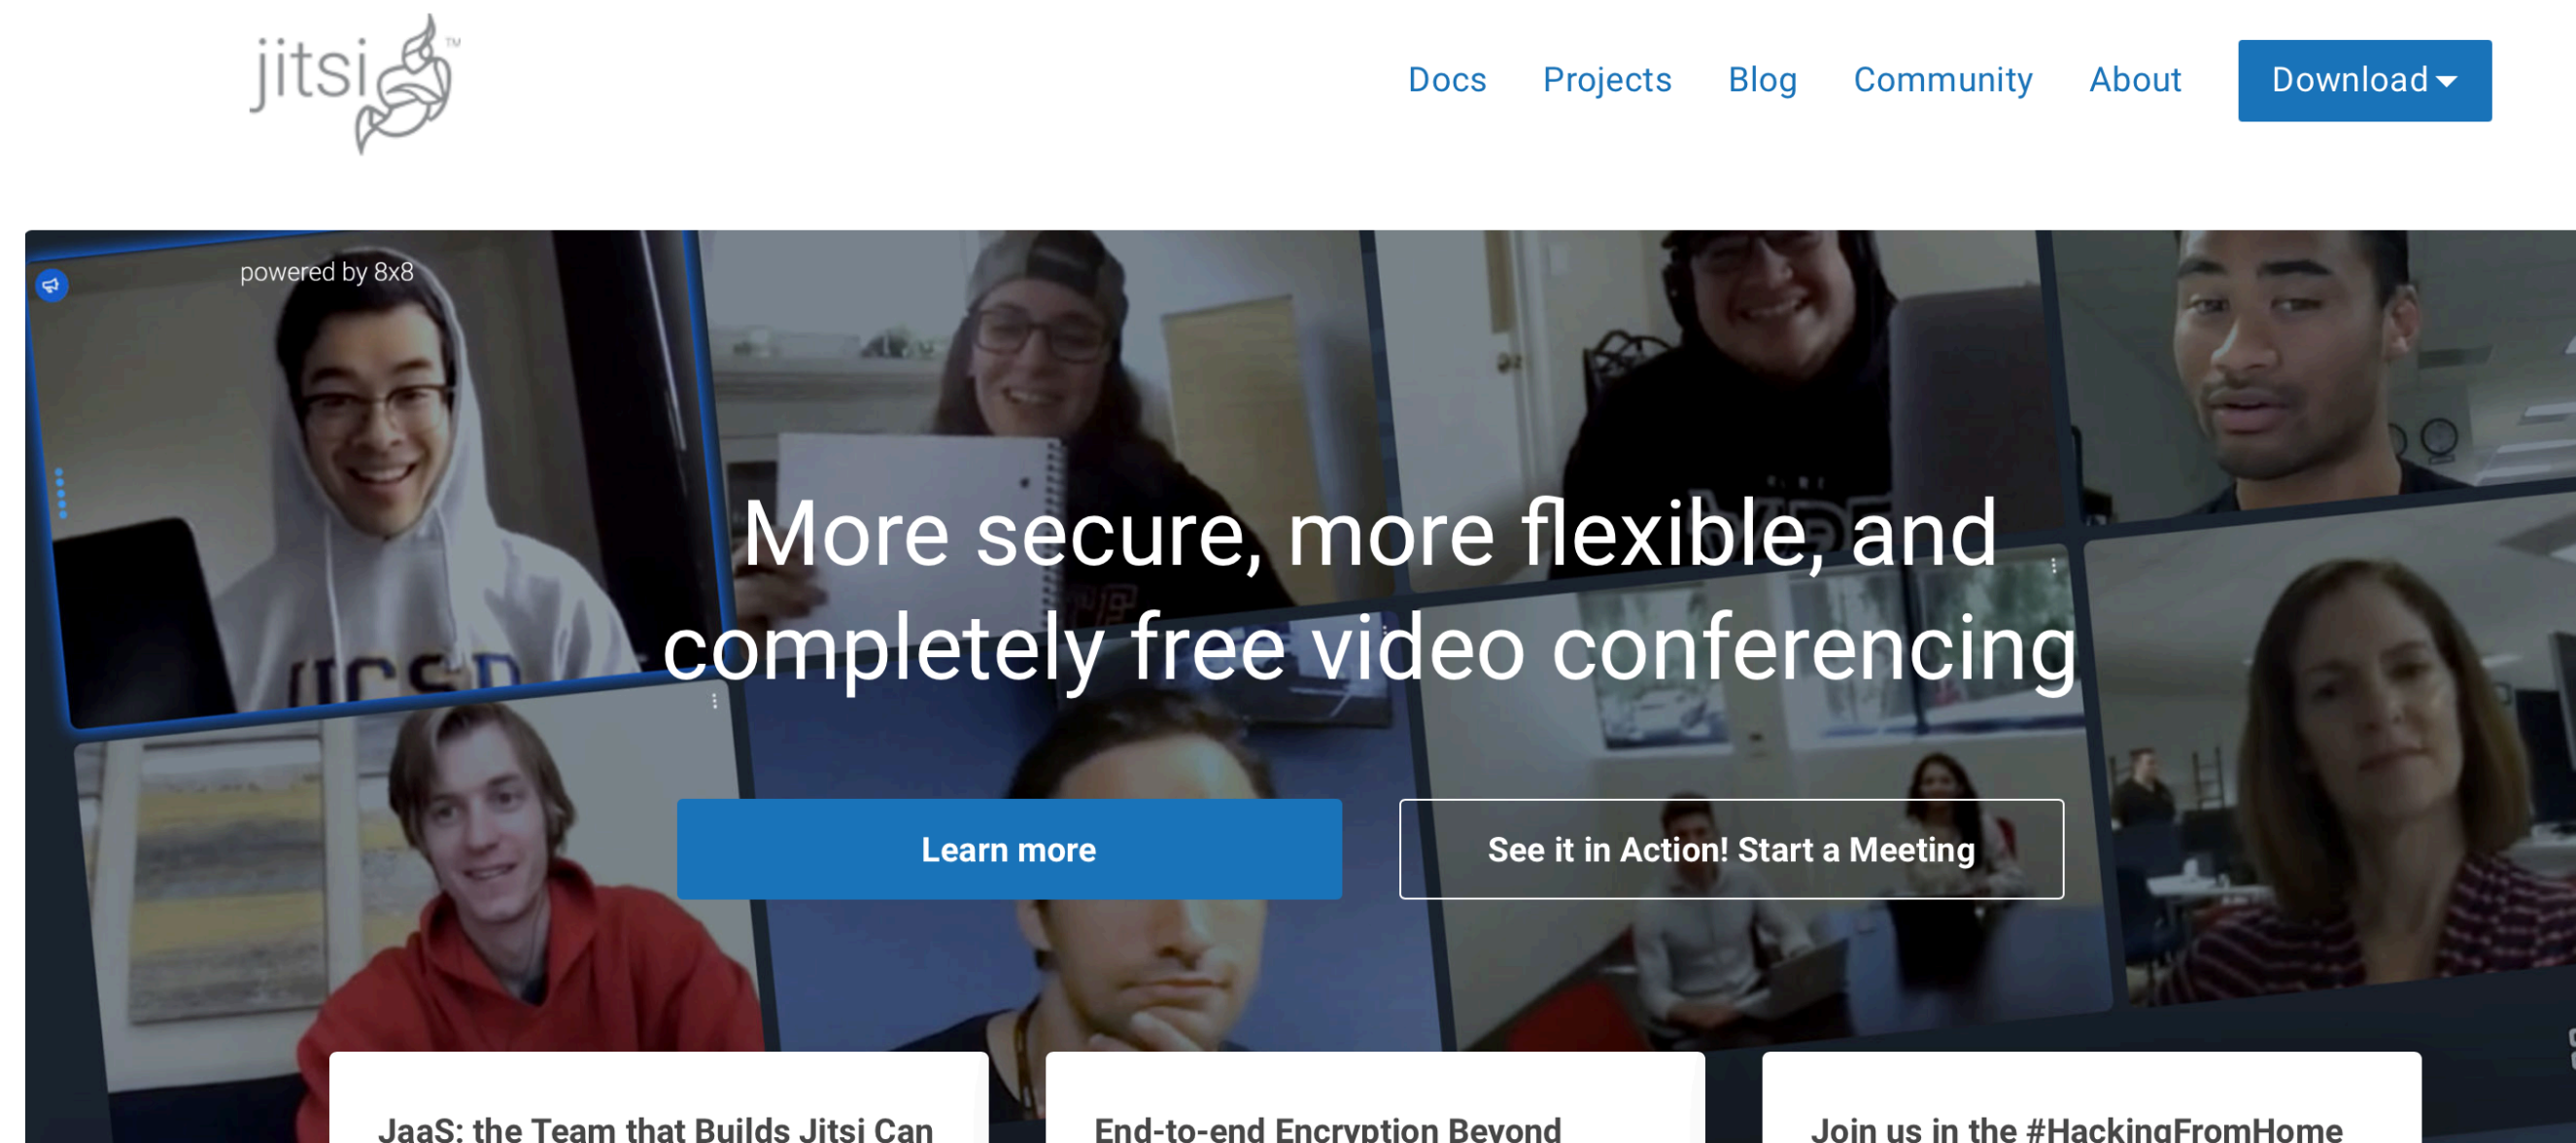 jitsi ™
Docs Projects Blog Community About Download
powered by 8x8
More secure, more flexible, and
completely free video conferencing
UCSD
Learn more
See it in Action! Start a Meeting
JaaS: the Team that Builds Jitsi Can
End-to-end Encryption Beyond
Join us in the #HackingFromHome